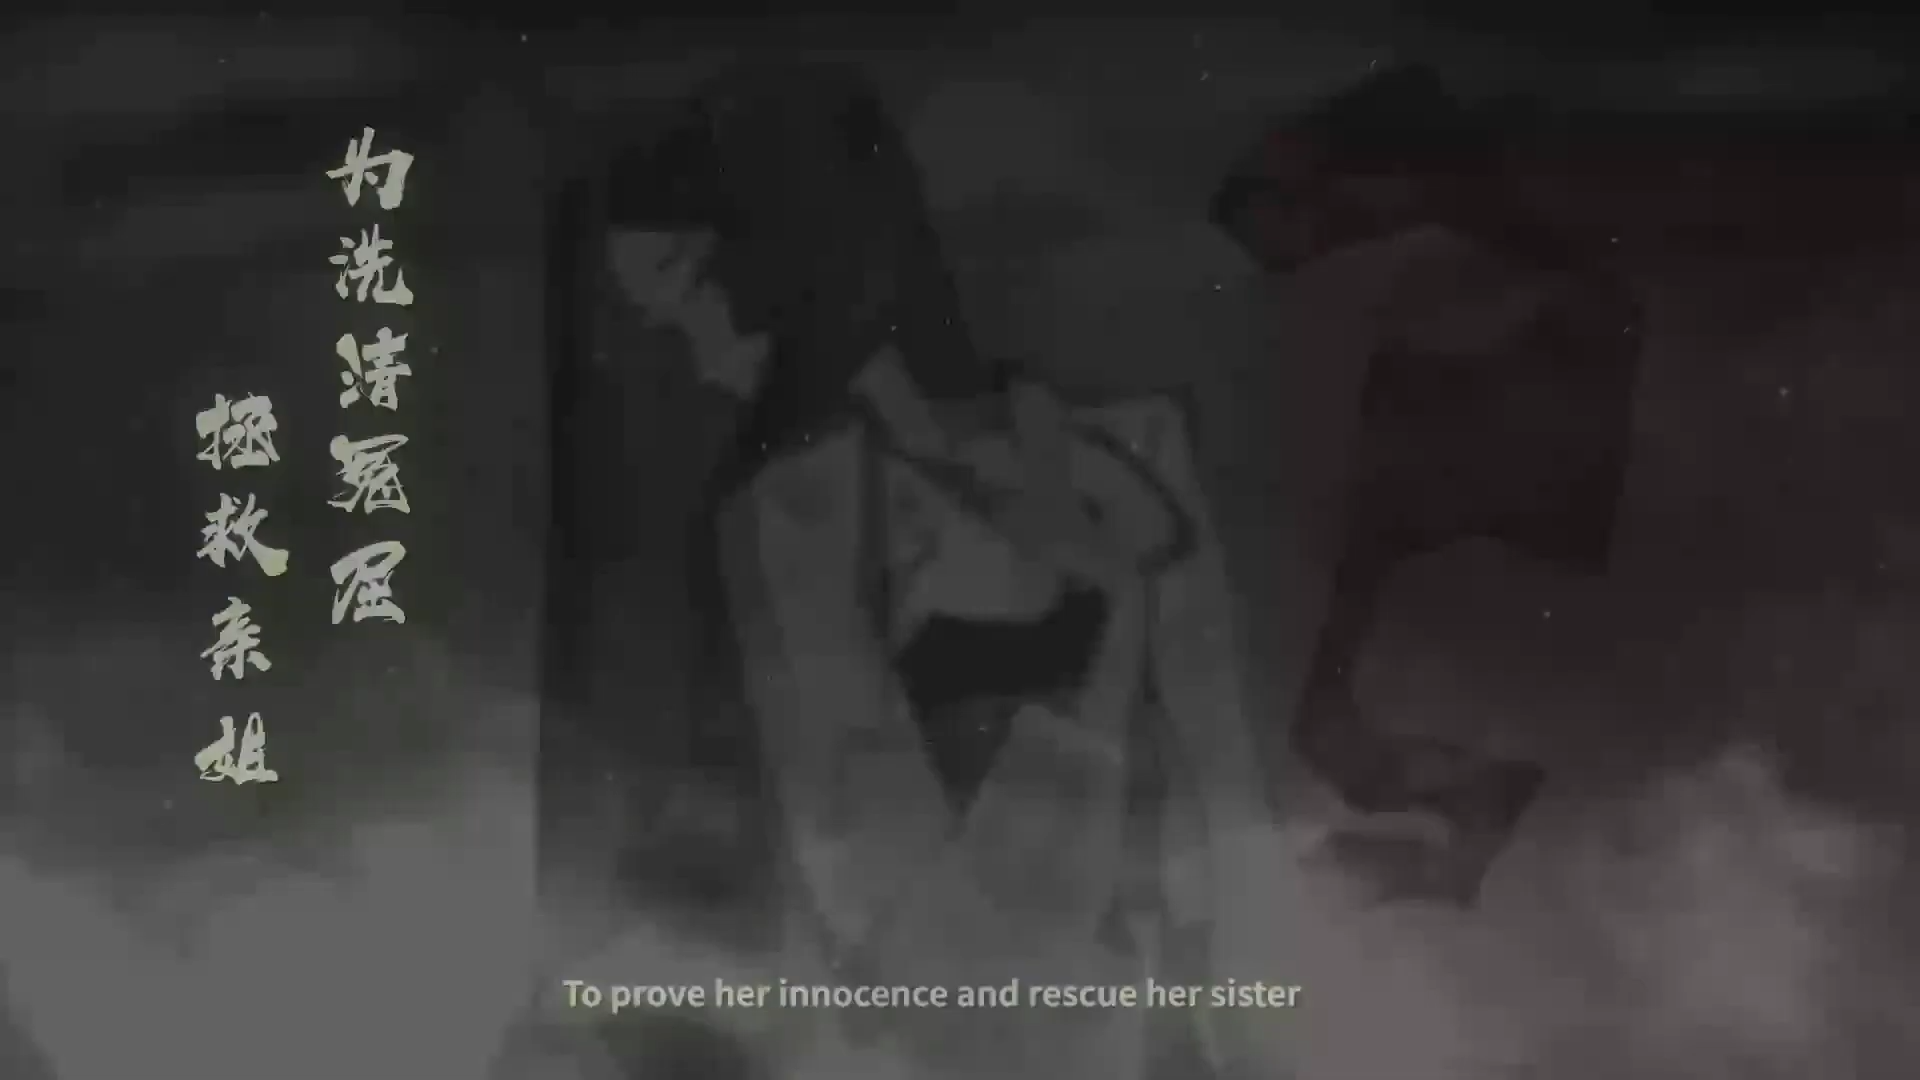 为洗清冤屈
拯救亲姐
To prove her innocence and rescue her sister